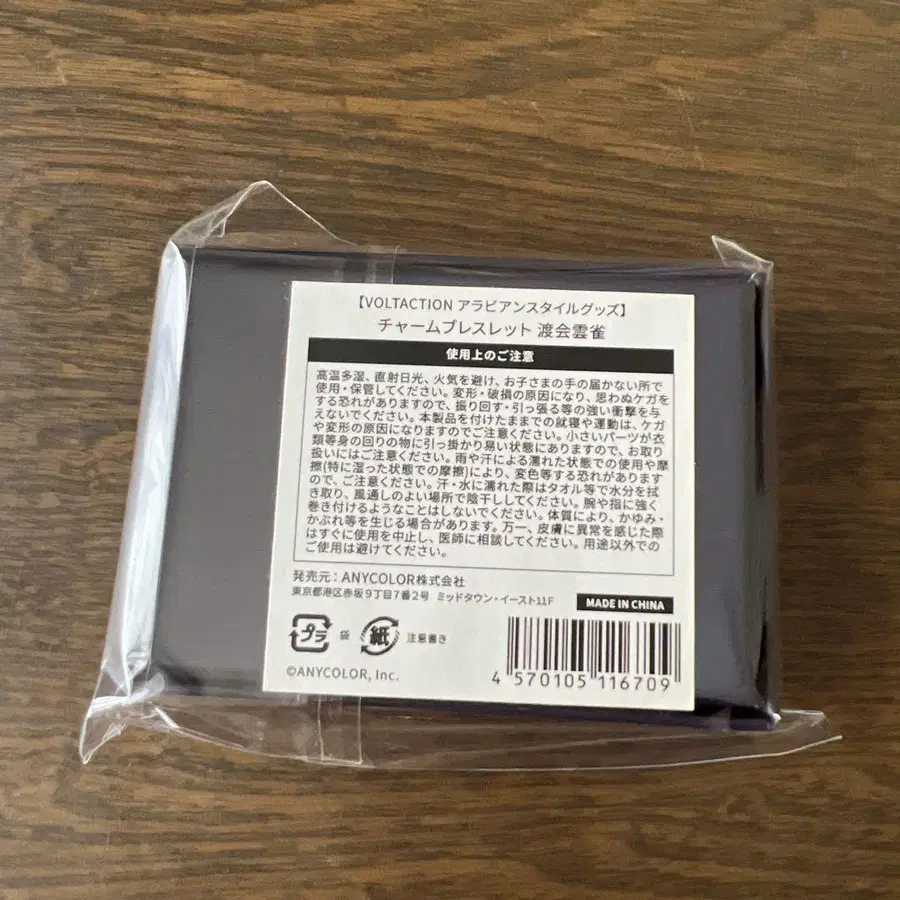 【VOLTACTION アラビアンスタイルグッズ】
チャームブレスレット 渡会雲雀
使用上のご注意
高温多湿、直射日光、火気を避け、お子さまの手の届かない所で
使用・保管してください。変形・破損の原因になり、思わぬケガを
する恐れがありますので、振り回す・引っ張る等の強い衝撃を与
えないでください。本製品を付けたままでの就寝や運動は、ケガ
や変形の原因になりますのでご注意ください。小さいパーツが衣
類等身の回りの物に引っ掛かり易い状態にありますので、お取り
扱いにはご注意ください。雨や汗による濡れた状態での使用や摩
擦(特に湿った状態での摩擦)により、変色等する恐れがあります
ので、ご注意ください。汗・水に濡れた際はタオル等で水分を拭
き取り、風通しのよい場所で陰干ししてください。腕や指に強く
巻き付けるようなことはしないでください。体質により、かゆみ・
かぶれ等を生じる場合があります。万一、皮膚に異常を感じた際
はすぐに使用を中止し、医師に相談してください。用途以外での
ご使用は避けてください。
発売元：ANYCOLOR株式会社
東京都港区赤坂9丁目7番2号 ミッドタウン・イースト11F
MADE IN CHINA
プラ 袋 紙 注意書き
©ANYCOLOR, Inc.
4 570105 116709